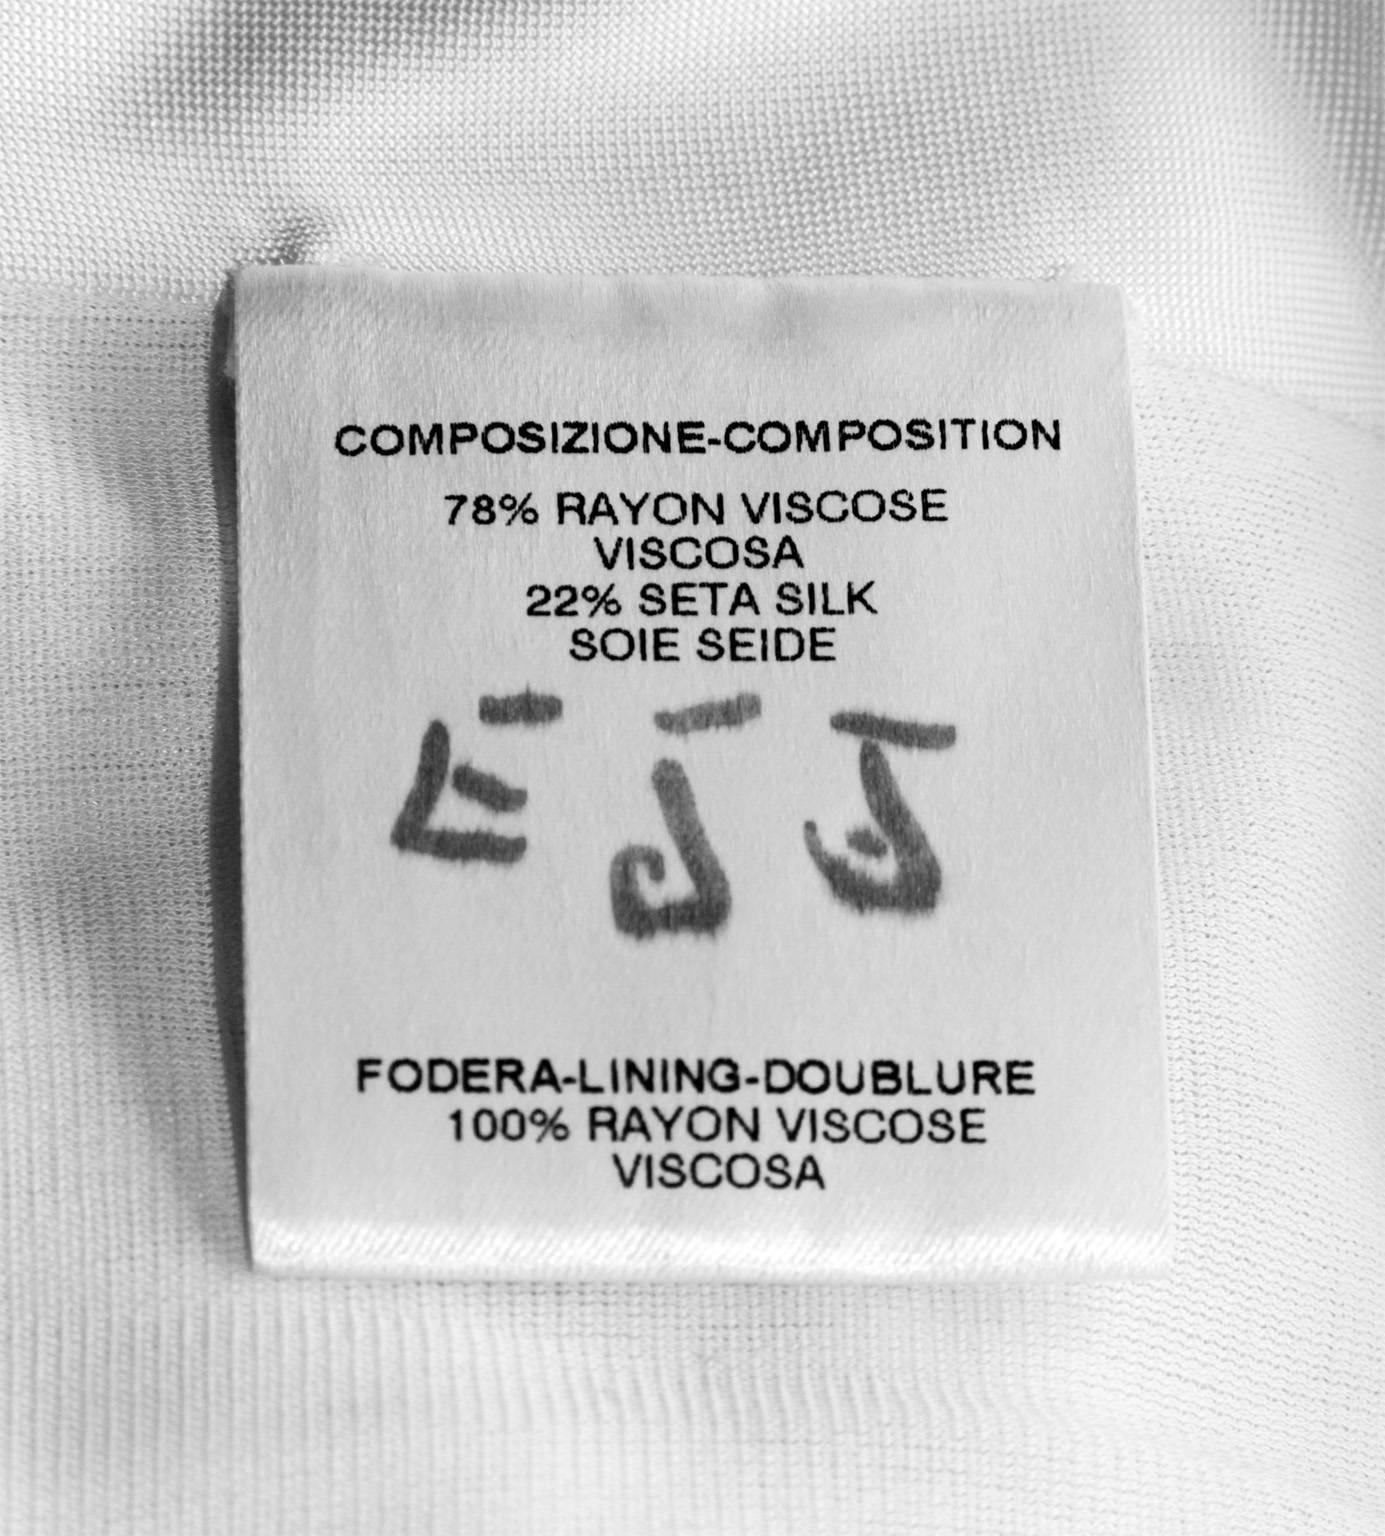 COMPOSIZIONE-COMPOSITION
78% RAYON VISCOSE
VISCOSA
22% SETA SILK
SOIE SEIDE
E J J
FODERA-LINING-DOUBLURE
100% RAYON VISCOSE
VISCOSA